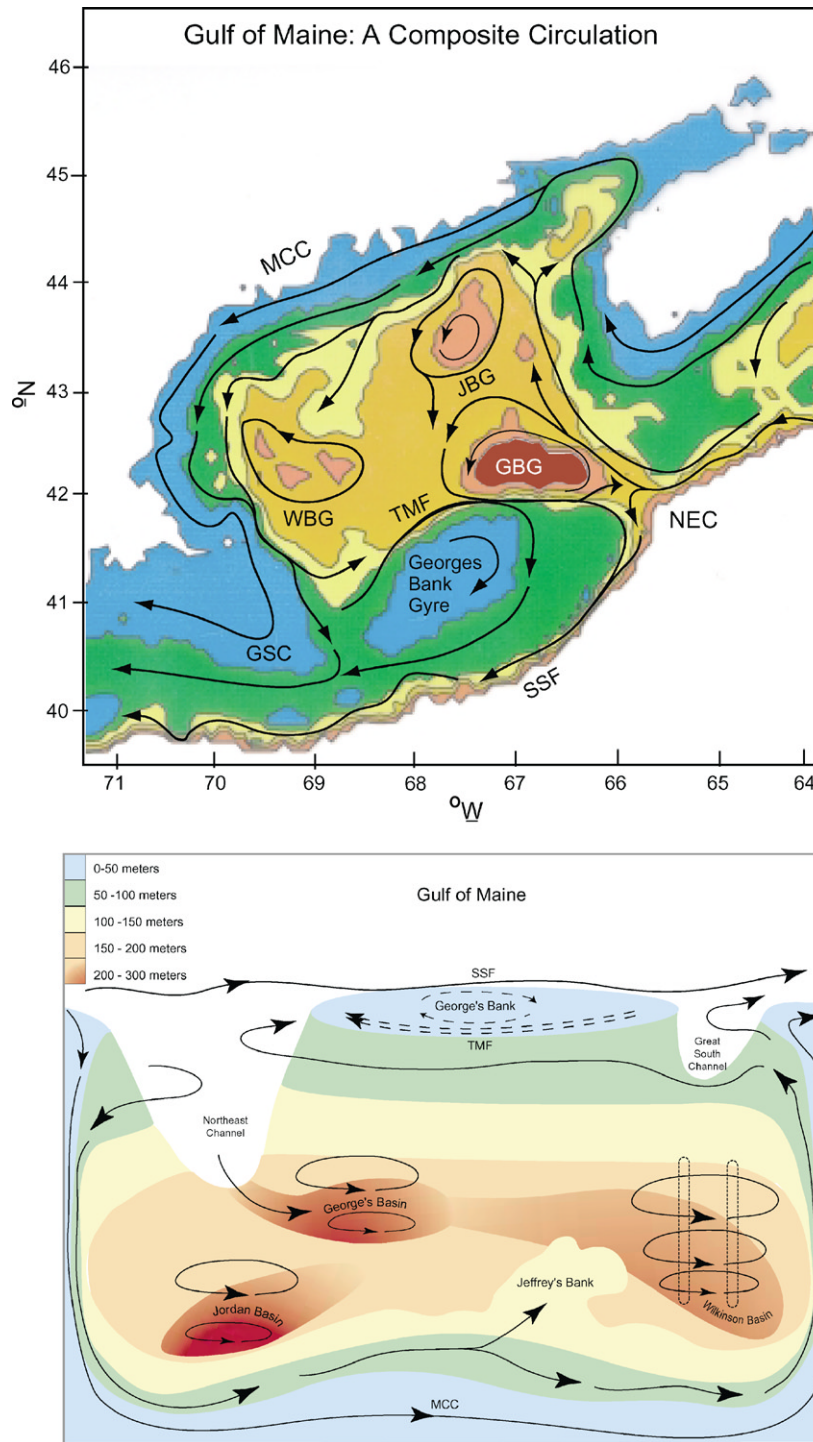 Gulf of Maine: A Composite Circulation
46
45
44
43
42
41
40
ºN
MCC
JBG
GBG
WBG
TMF
NEC
Georges
Bank
Gyre
GSC
SSF
71
70
69
68
67
66
65
64
ºW
0-50 meters
50 -100 meters
100 -150 meters
150 - 200 meters
200 - 300 meters
Gulf of Maine
SSF
George's Bank
TMF
Great
South
Channel
Northeast
Channel
George's Basin
Jeffrey's Bank
Jordan Basin
Wilkinson Basin
MCC